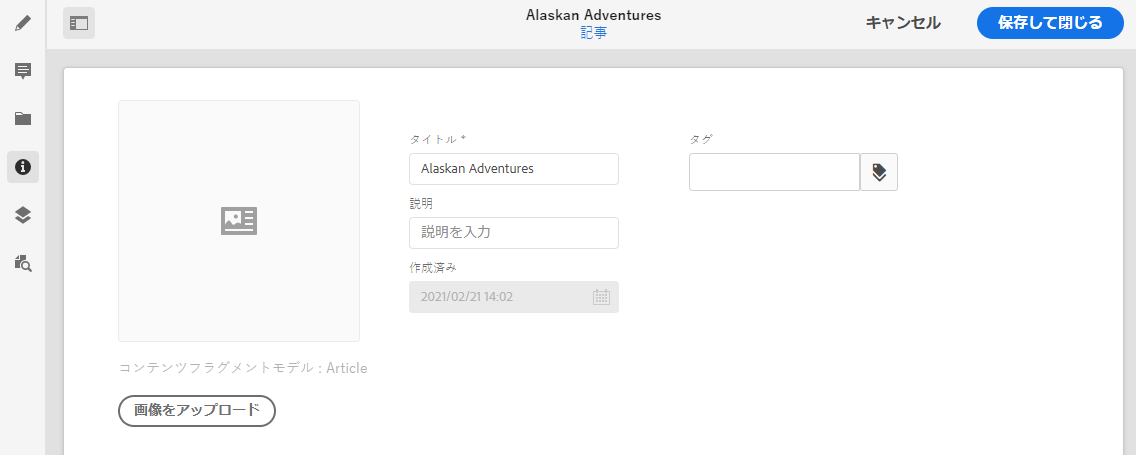 Alaskan Adventures
記事
キャンセル
保存して閉じる
タイトル *
Alaskan Adventures
タグ
説明
説明を入力
作成済み
2021/02/21 14:02
コンテンツフラグメントモデル : Article
画像をアップロード